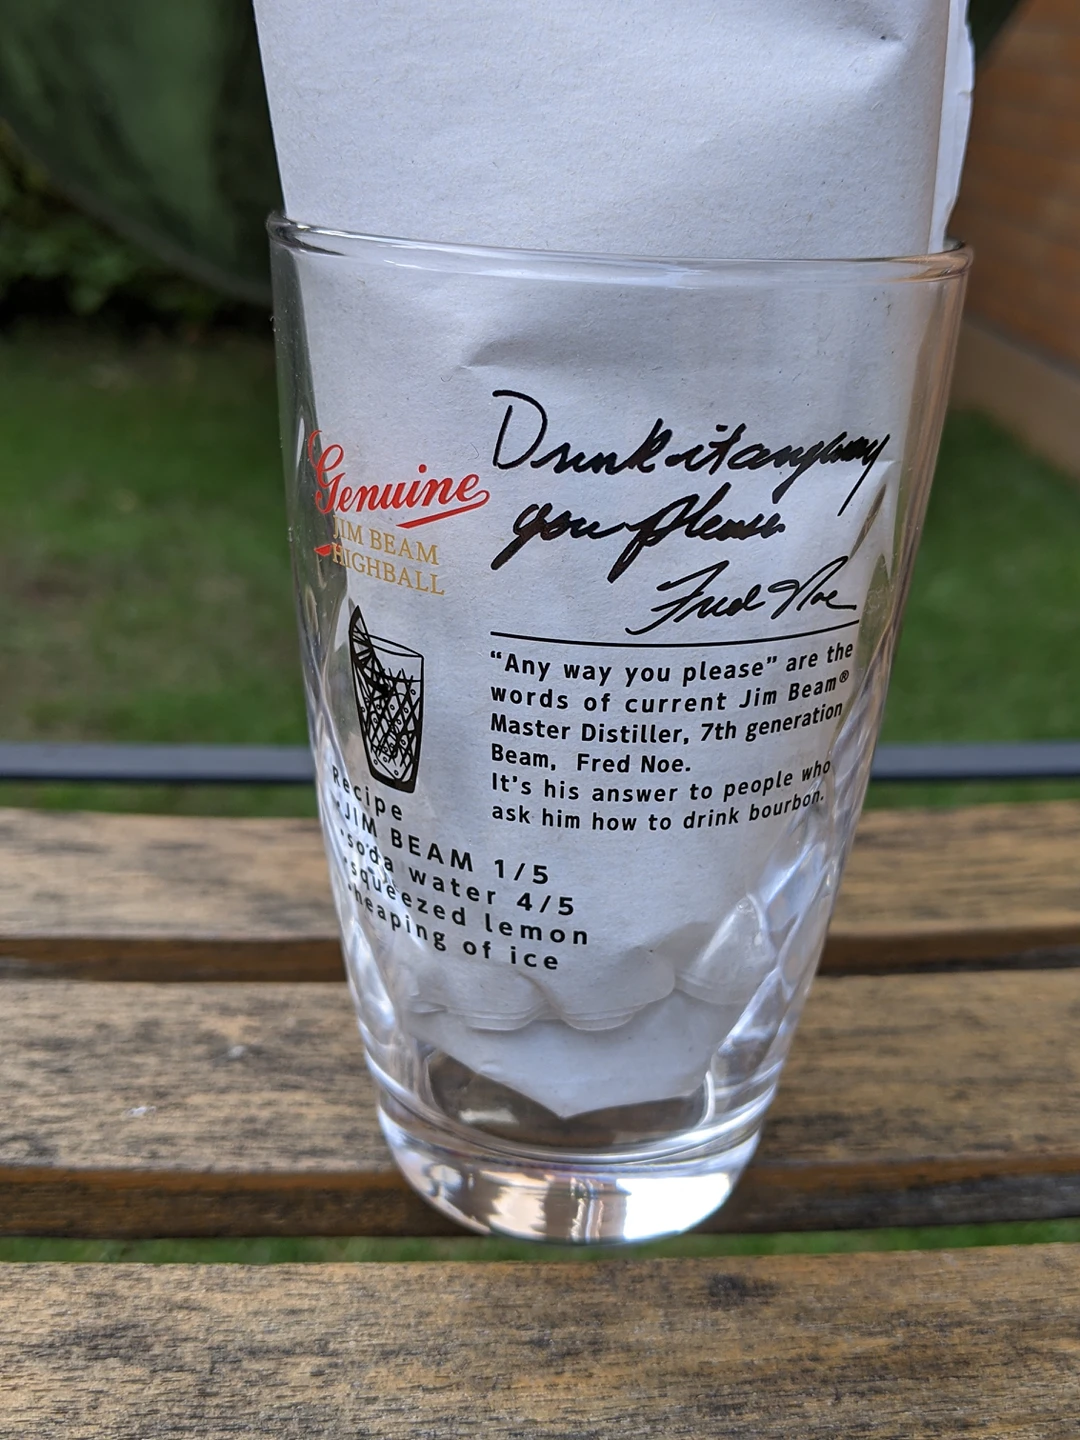 Genuine
JIM BEAM
HIGHBALL
Recipe
・JIM BEAM 1/5
・soda water 4/5
・squeezed lemon
・heaping of ice
Drink it anyway
you please
Fred Noe
“Any way you please” are the
words of current Jim Beam®
Master Distiller, 7th generation
Beam, Fred Noe.
It's his answer to people who
ask him how to drink bourbon.